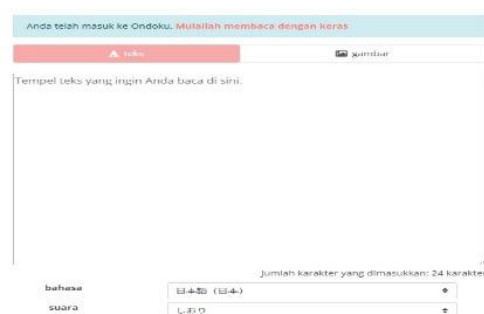 Anda telah masuk ke Ondoku. Mulailah membaca dengan keras
teks
gambar
Tempel teks yang ingin Anda baca di sini.
Jumlah karakter yang dimasukkan: 24 karakter
bahasa
日本語 (日本)
suara
しおり